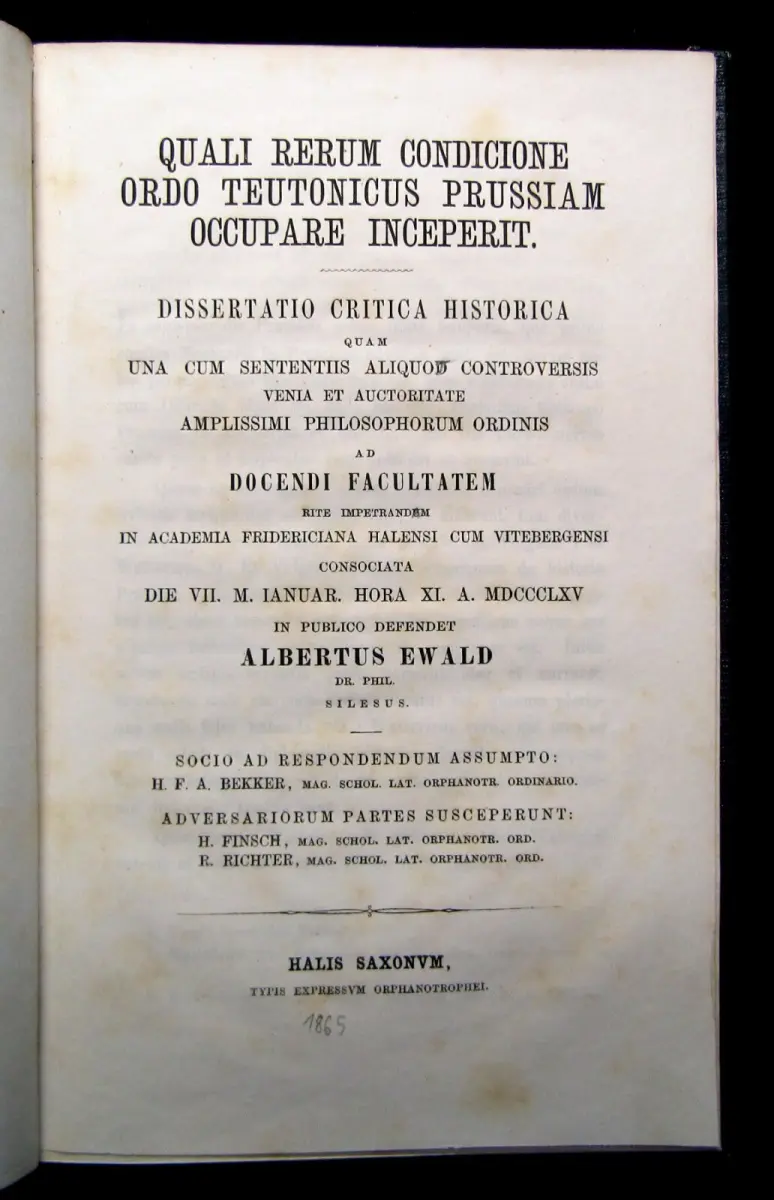 QUALI RERUM CONDICIONE
ORDO TEUTONICUS PRUSSIAM
OCCUPARE INCEPERIT.
DISSERTATIO CRITICA HISTORICA
QUAM
UNA CUM SENTENTIIS ALIQUOT CONTROVERSIS
VENIA ET AUCTORITATE
AMPLISSIMI PHILOSOPHORUM ORDINIS
AD
DOCENDI FACULTATEM
RITE IMPETRANDAM
IN ACADEMIA FRIDERICIANA HALENSI CUM VITEBERGENSI
CONSOCIATA
DIE VII. M. IANUAR. HORA XI. A. MDCCCLXV
IN PUBLICO DEFENDET
ALBERTUS EWALD
DR. PHIL.
SILESUS.
SOCIO AD RESPONDENDUM ASSUMPTO:
H. F. A. BEKKER, MAG. SCHOL. LAT. ORPHANOTR. ORDINARIO.
ADVERSARIORUM PARTES SUSCEPERUNT:
H. FINSCH, MAG. SCHOL. LAT. ORPHANOTR. ORD.
R. RICHTER, MAG. SCHOL. LAT. ORPHANOTR. ORD.
HALIS SAXONVM,
TYPIS EXPRESSVM ORPHANOTROPHEI.
1865